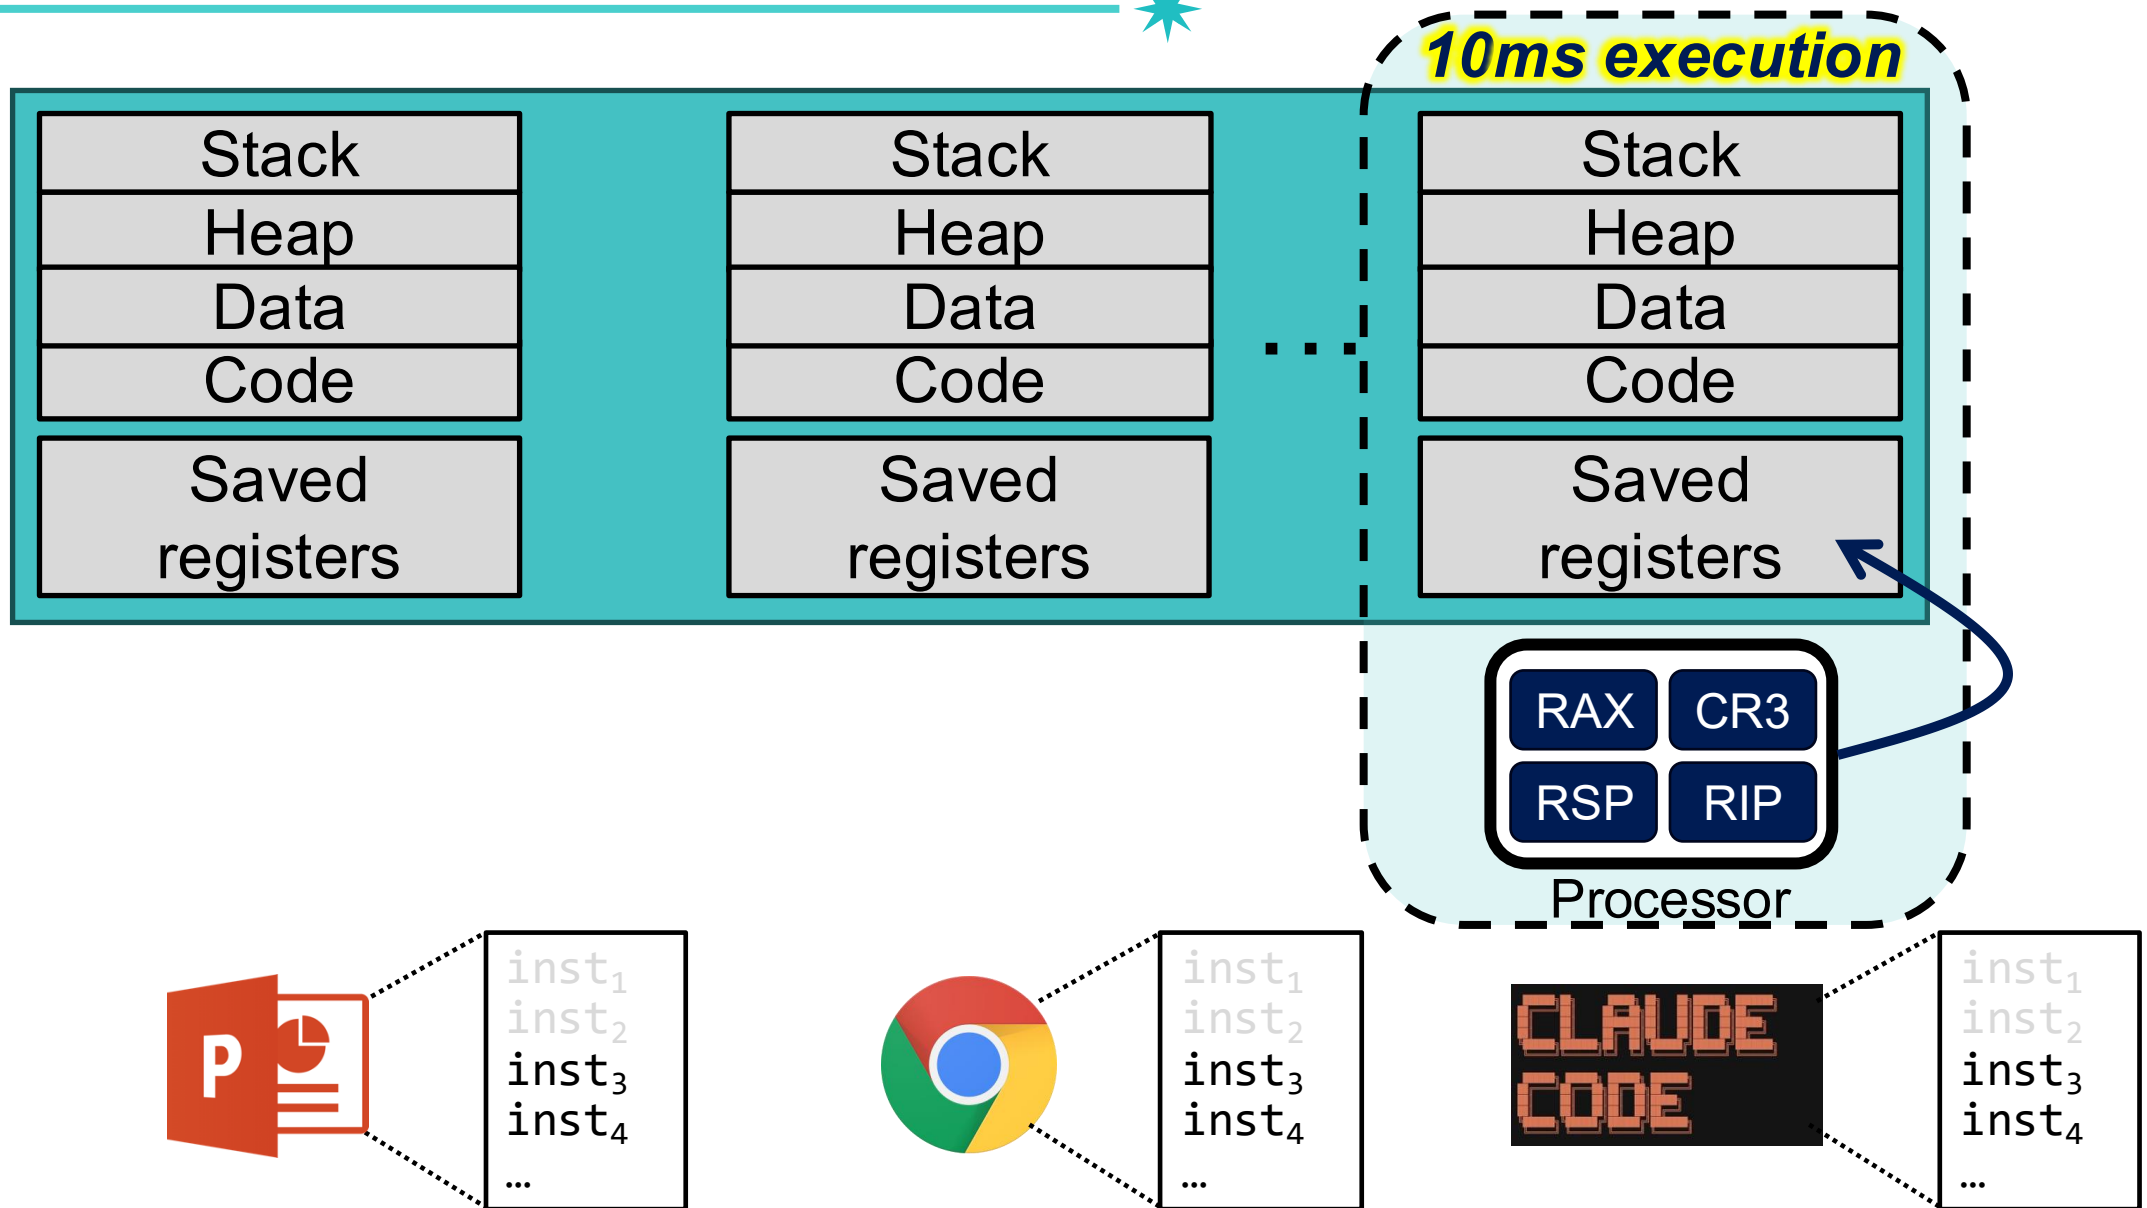 10ms execution
Stack
Heap
Data
Code
Saved
registers
Stack
Heap
Data
Code
Saved
registers
...
Stack
Heap
Data
Code
Saved
registers
RAX CR3
RSP RIP
Processor
P
inst₁
inst₂
inst₃
inst₄
…
inst₁
inst₂
inst₃
inst₄
…
CLAUDE
CODE
inst₁
inst₂
inst₃
inst₄
…